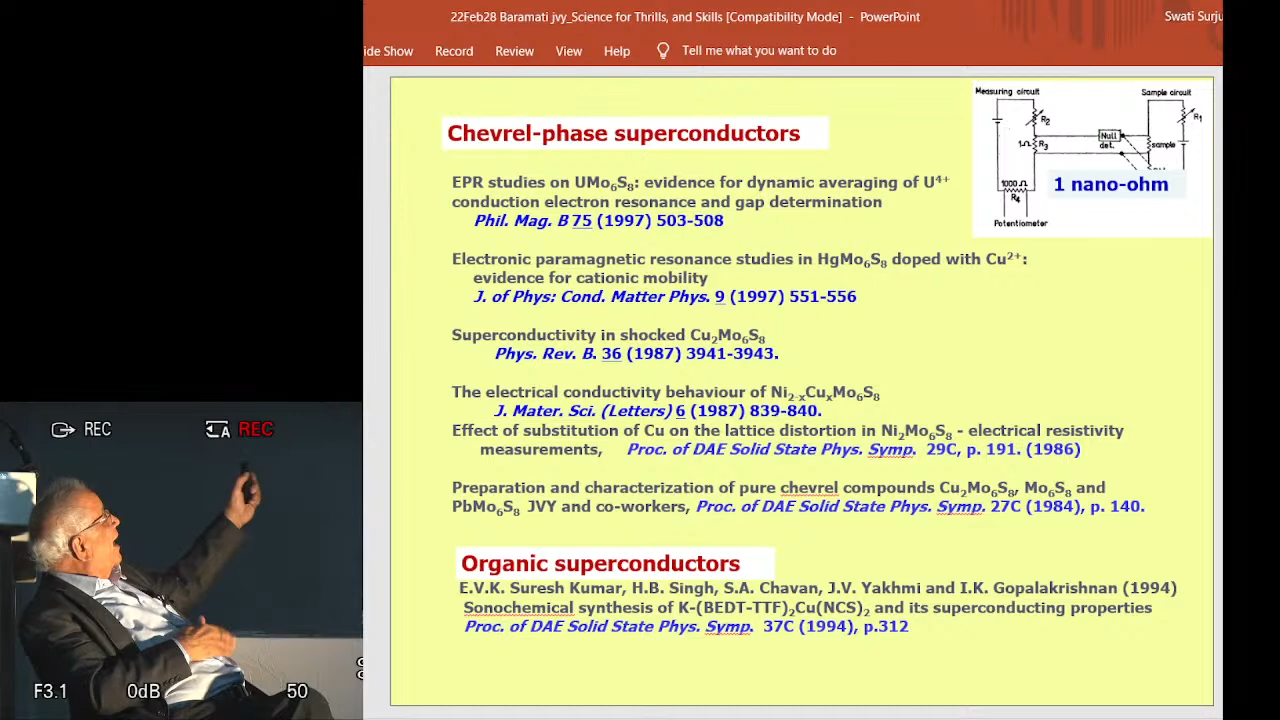 22Feb28 Baramati jvy_Science for Thrills, and Skills [Compatibility Mode] - PowerPoint
Swati Surju
ide Show Record Review View Help Tell me what you want to do
Measuring circuit
Sample circuit
R₂
R₁
Null
det.
1Ω R₃
sample
1000 Ω
R₄
1 nano-ohm
Potentiometer
Chevrel-phase superconductors
EPR studies on UMo₆S₈: evidence for dynamic averaging of U⁴⁺
conduction electron resonance and gap determination
Phil. Mag. B 75 (1997) 503-508
Electronic paramagnetic resonance studies in HgMo₆S₈ doped with Cu²⁺:
evidence for cationic mobility
J. of Phys: Cond. Matter Phys. 9 (1997) 551-556
Superconductivity in shocked Cu₂Mo₆S₈
Phys. Rev. B. 36 (1987) 3941-3943.
The electrical conductivity behaviour of Ni₂₋ₓCuₓMo₆S₈
J. Mater. Sci. (Letters) 6 (1987) 839-840.
Effect of substitution of Cu on the lattice distortion in Ni₂Mo₆S₈ - electrical resistivity
measurements, Proc. of DAE Solid State Phys. Symp. 29C, p. 191. (1986)
Preparation and characterization of pure chevrel compounds Cu₂Mo₆S₈, Mo₆S₈ and
PbMo₆S₈ JVY and co-workers, Proc. of DAE Solid State Phys. Symp. 27C (1984), p. 140.
Organic superconductors
E.V.K. Suresh Kumar, H.B. Singh, S.A. Chavan, J.V. Yakhmi and I.K. Gopalakrishnan (1994)
Sonochemical synthesis of K-(BEDT-TTF)₂Cu(NCS)₂ and its superconducting properties
Proc. of DAE Solid State Phys. Symp. 37C (1994), p.312
REC A REC
F3.1 0dB 50